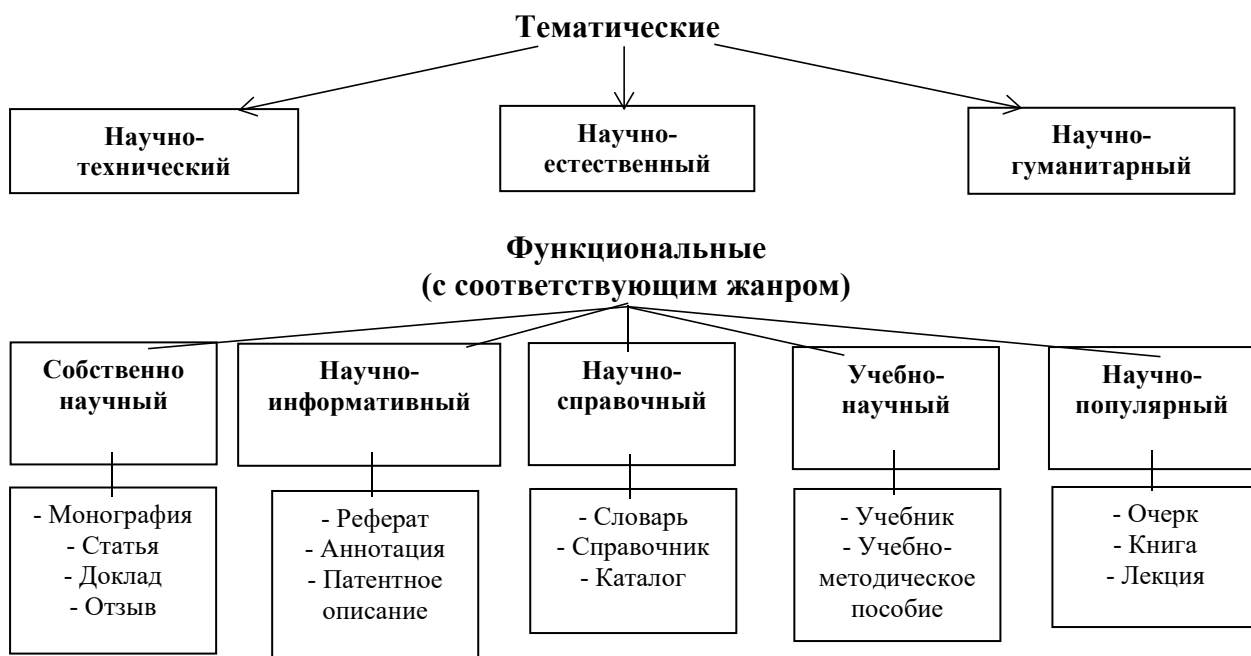 Тематические
Научно-
технический
Научно-
естественный
Научно-
гуманитарный
Функциональные
(с соответствующим жанром)
Собственно
научный
Научно-
информативный
Научно-
справочный
Учебно-
научный
Научно-
популярный
- Монография
- Статья
- Доклад
- Отзыв
- Реферат
- Аннотация
- Патентное
описание
- Словарь
- Справочник
- Каталог
- Учебник
- Учебно-
методическое
пособие
- Очерк
- Книга
- Лекция